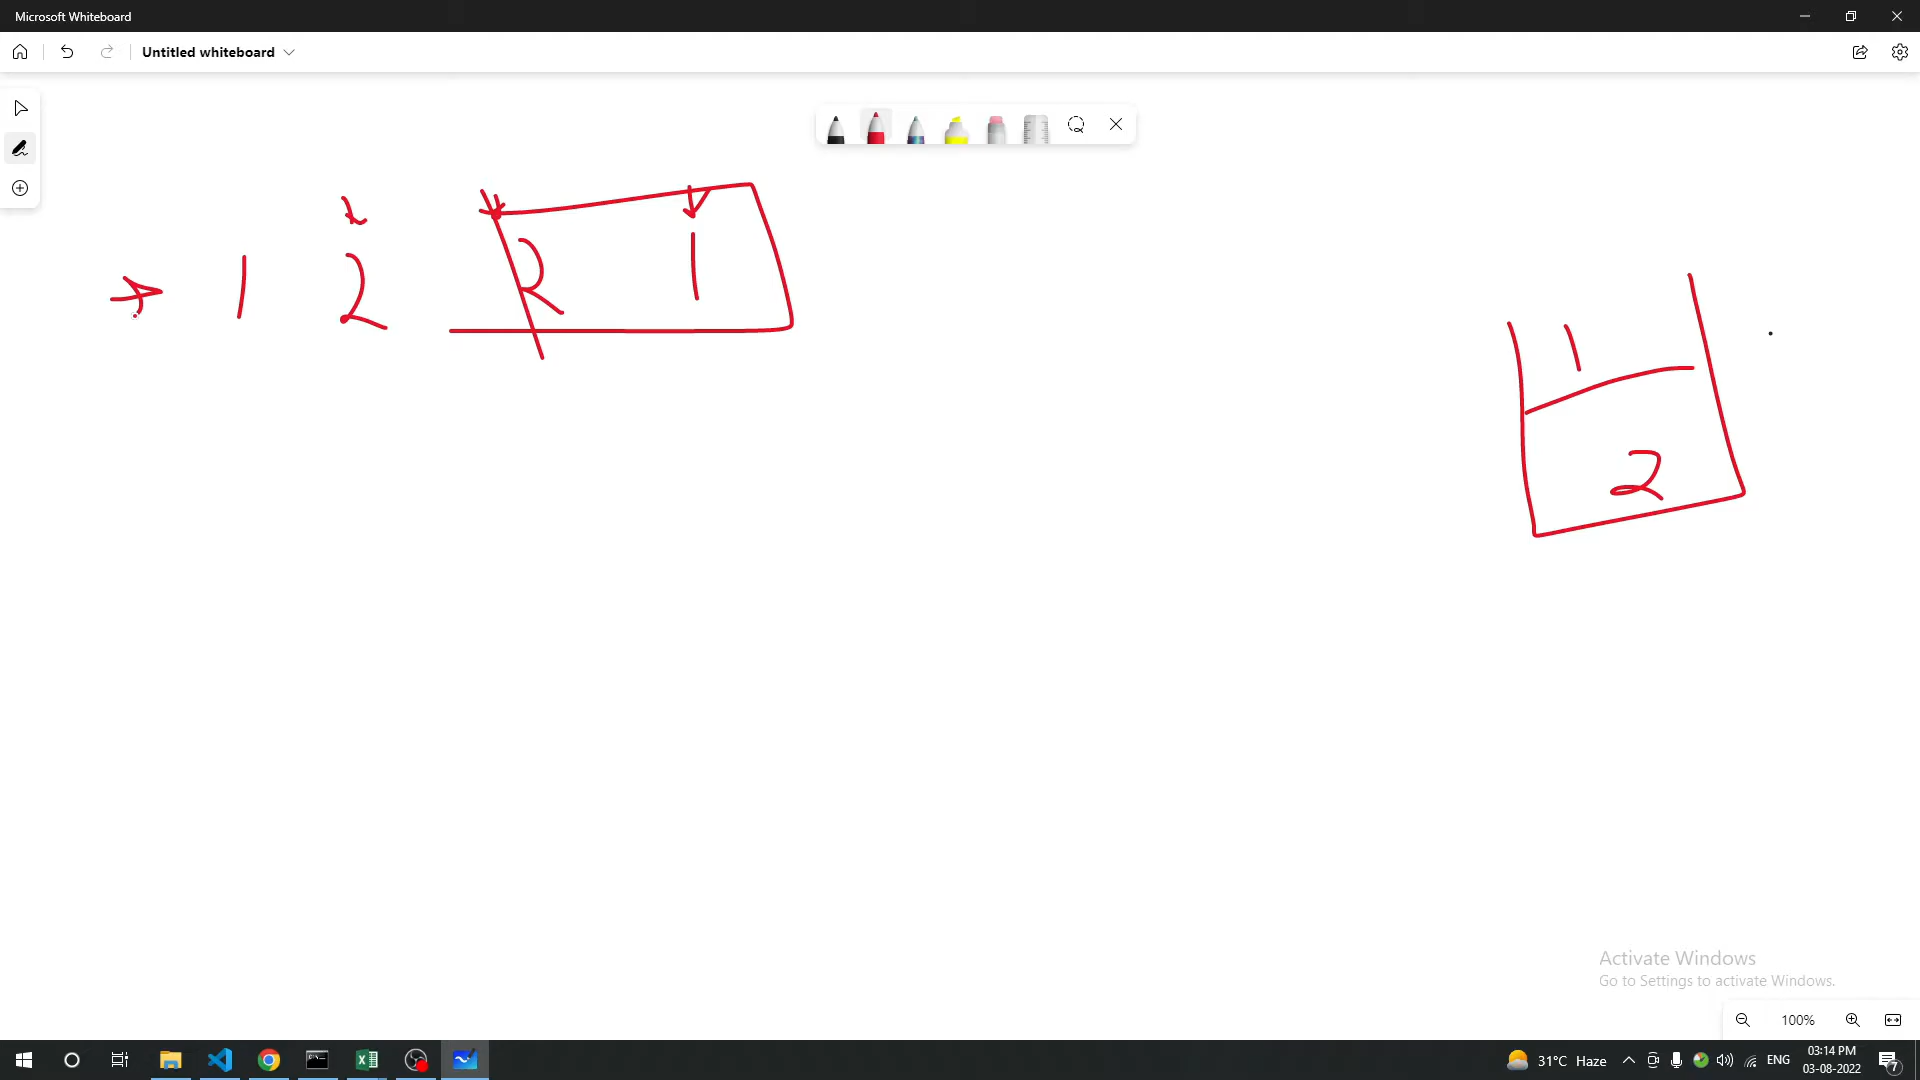 Microsoft Whiteboard
Untitled whiteboard
1 2 R 1
1
2
Activate Windows
Go to Settings to activate Windows.
100%
31°C Haze
ENG
03:14 PM
03-08-2022
7